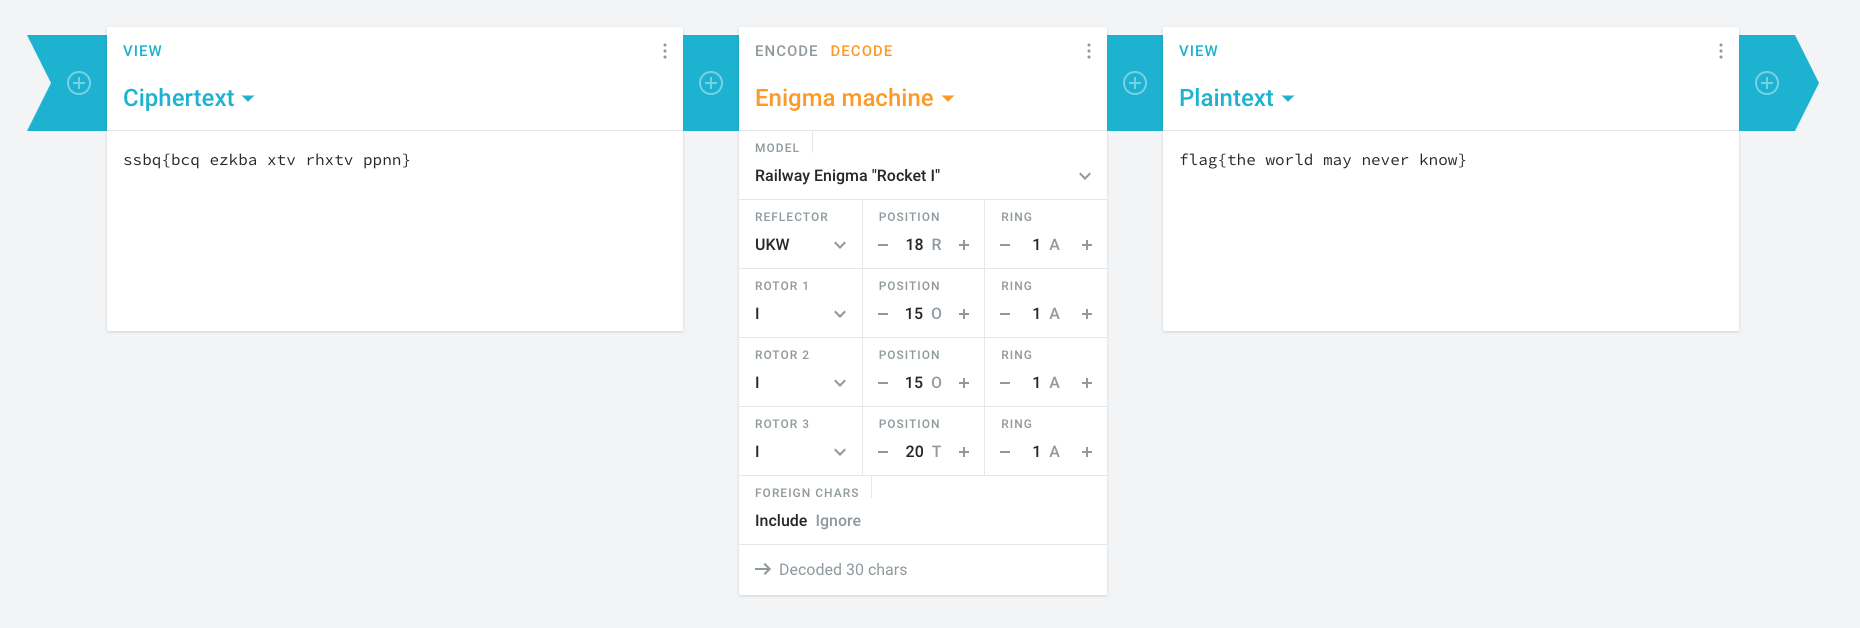 VIEW
Ciphertext
ssbq{bcq ezkba xtv rhxtv ppnn}
ENCODE DECODE
Enigma machine
MODEL
Railway Enigma "Rocket I"
REFLECTOR POSITION RING
UKW − 18 R + − 1 A +
ROTOR 1 POSITION RING
I − 15 O + − 1 A +
ROTOR 2 POSITION RING
I − 15 O + − 1 A +
ROTOR 3 POSITION RING
I − 20 T + − 1 A +
FOREIGN CHARS
Include Ignore
→ Decoded 30 chars
VIEW
Plaintext
flag{the world may never know}